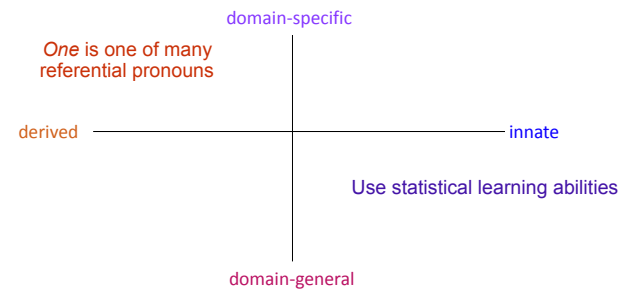 domain-specific
One is one of many
referential pronouns
derived
innate
Use statistical learning abilities
domain-general